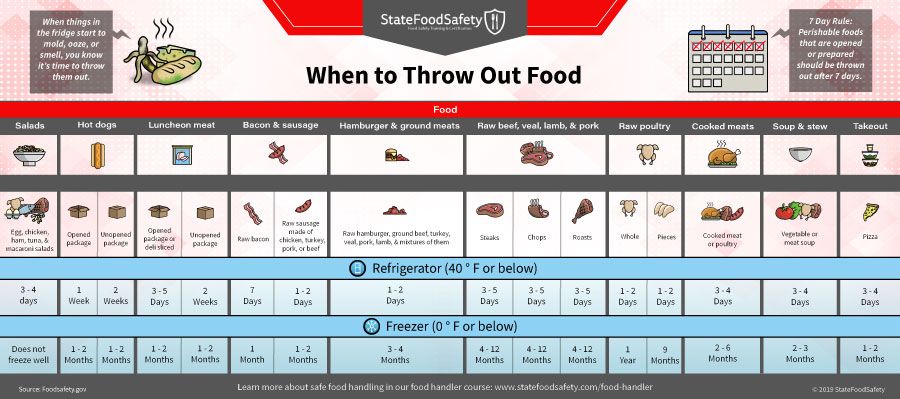 When things in
the fridge start to
mold, ooze, or
smell, you know
it's time to throw
them out.
StateFoodSafety
Food Safety Training & Certification
When to Throw Out Food
7 Day Rule:
Perishable foods
that are opened
or prepared
should be thrown
out after 7 days.
Food
Salads Hot dogs Luncheon meat Bacon & sausage Hamburger & ground meats Raw beef, veal, lamb, & pork Raw poultry Cooked meats Soup & stew Takeout
Egg, chicken,
ham, tuna, &
macaroni salads
Opened
package
Unopened
package
Opened
package or
deli sliced
Unopened
package
Raw bacon
Raw sausage
made of
chicken, turkey,
pork, or beef
Raw hamburger, ground beef, turkey,
veal, pork, lamb, & mixtures of them
Steaks
Chops
Roasts
Whole
Pieces
Cooked meat
or poultry
Vegetable or
meat soup
Pizza
Refrigerator (40 ° F or below)
3 - 4
days
1
Week
2
Weeks
3 - 5
Days
2
Weeks
7
Days
1 - 2
Days
1 - 2
Days
3 - 5
Days
3 - 5
Days
3 - 5
Days
1 - 2
Days
1 - 2
Days
3 - 4
Days
3 - 4
Days
3 - 4
Days
Freezer (0 ° F or below)
Does not
freeze well
1 - 2
Months
1 - 2
Months
1 - 2
Months
1 - 2
Months
1
Month
1 - 2
Months
3 - 4
Months
4 - 12
Months
4 - 12
Months
4 - 12
Months
1
Year
9
Months
2 - 6
Months
2 - 3
Months
1 - 2
Months
Source: Foodsafety.gov
Learn more about safe food handling in our food handler course: www.statefoodsafety.com/food-handler
© 2019 StateFoodSafety